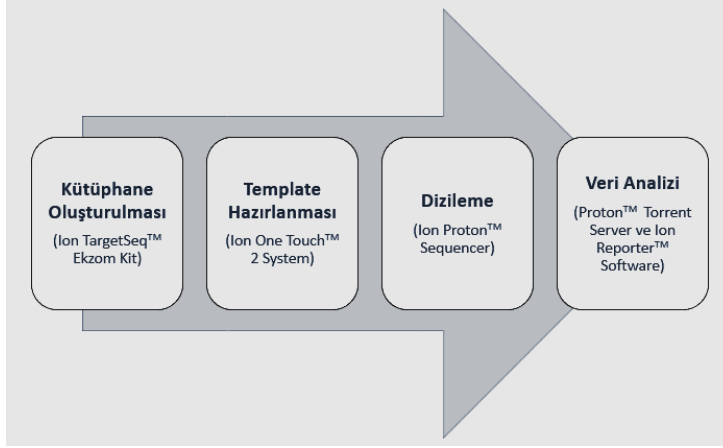 Kütüphane
Oluşturulması
(Ion TargetSeq™
Ekzom Kit)
Template
Hazırlanması
(Ion One Touch™
2 System)
Dizileme
(Ion Proton™
Sequencer)
Veri Analizi
(Proton™ Torrent
Server ve Ion
Reporter™
Software)